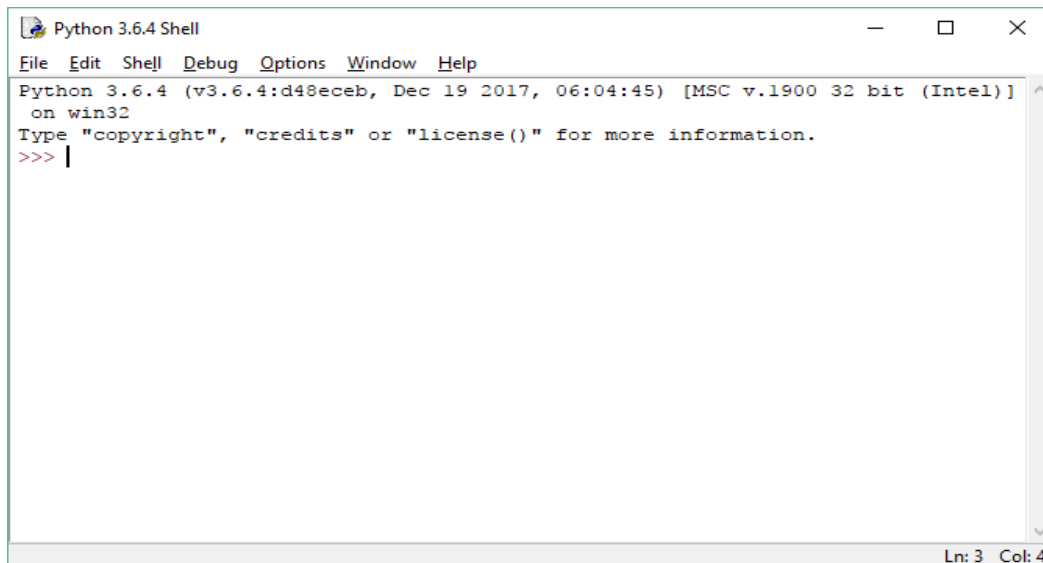 Python 3.6.4 Shell
File Edit Shell Debug Options Window Help
Python 3.6.4 (v3.6.4:d48eceb, Dec 19 2017, 06:04:45) [MSC v.1900 32 bit (Intel)]
on win32
Type "copyright", "credits" or "license()" for more information.
>>>
Ln: 3 Col: 4